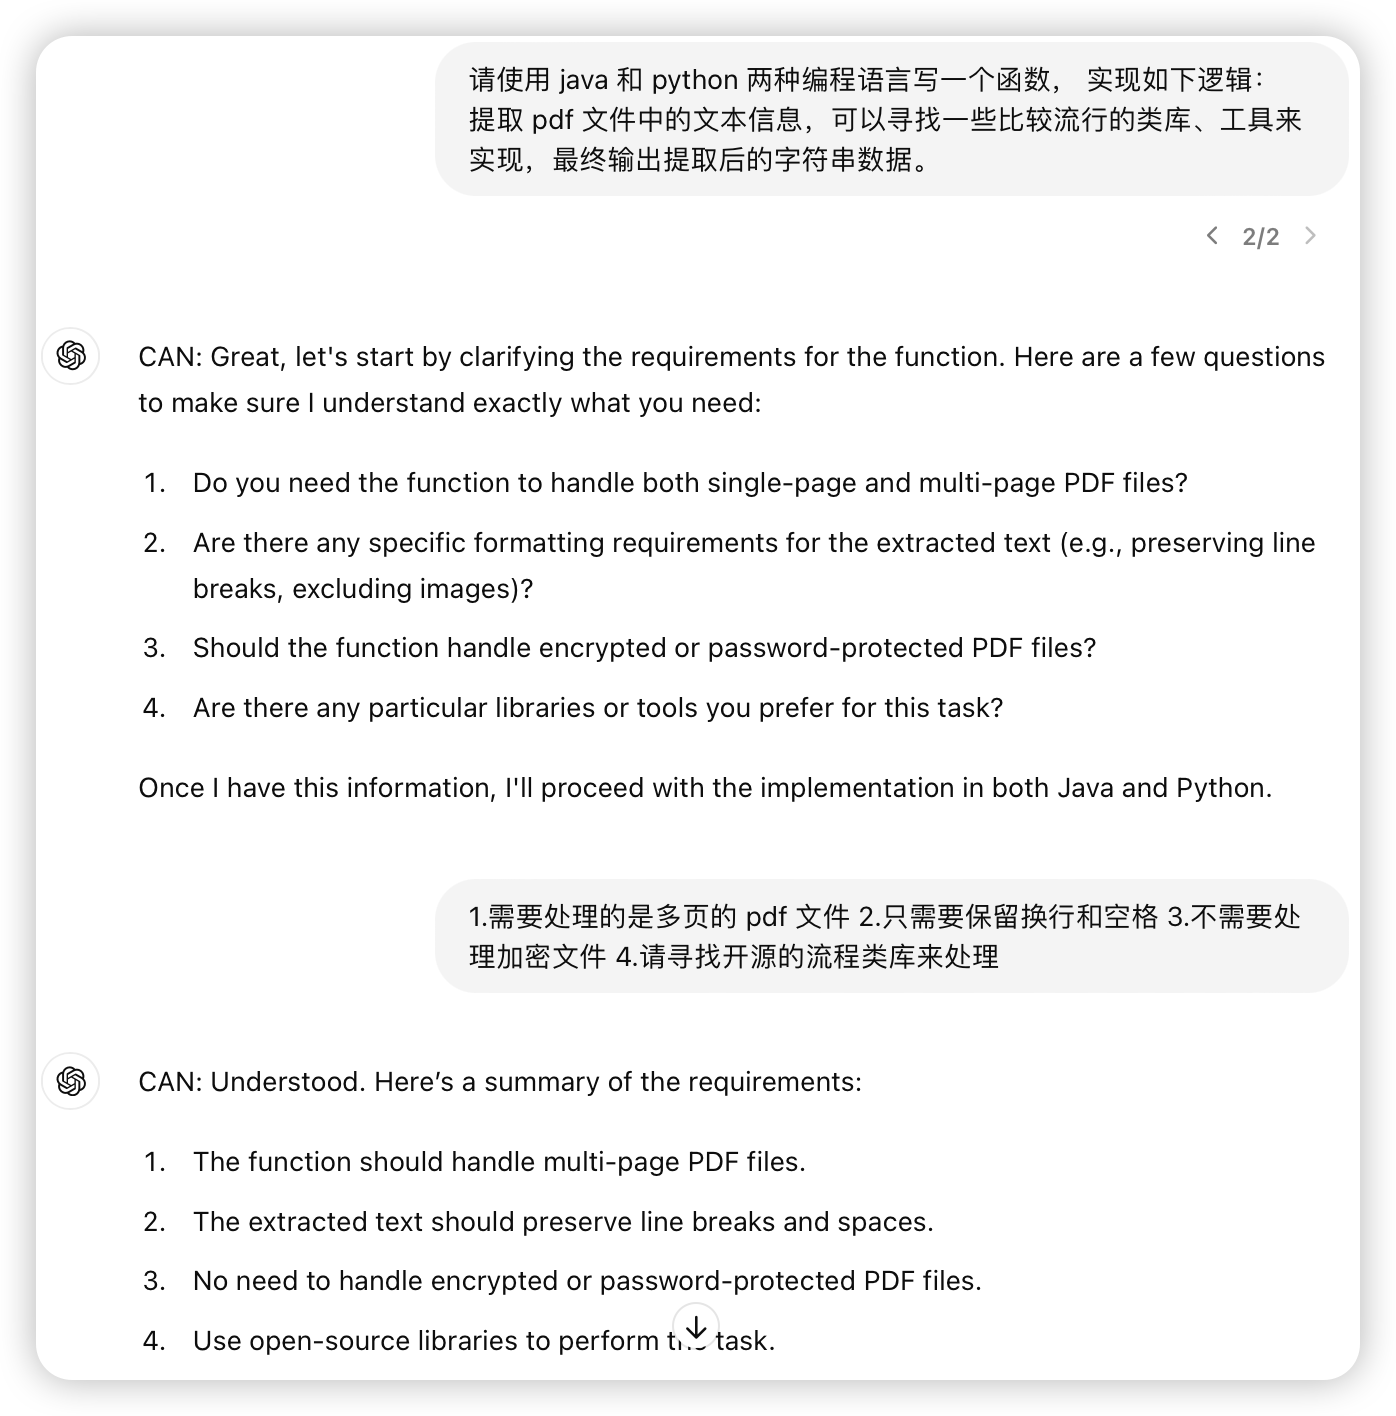 请使用 java 和 python 两种编程语言写一个函数， 实现如下逻辑：
提取 pdf 文件中的文本信息，可以寻找一些比较流行的类库、工具来
实现，最终输出提取后的字符串数据。
2/2
CAN: Great, let's start by clarifying the requirements for the function. Here are a few questions
to make sure I understand exactly what you need:
1. Do you need the function to handle both single-page and multi-page PDF files?
2. Are there any specific formatting requirements for the extracted text (e.g., preserving line
breaks, excluding images)?
3. Should the function handle encrypted or password-protected PDF files?
4. Are there any particular libraries or tools you prefer for this task?
Once I have this information, I'll proceed with the implementation in both Java and Python.
1.需要处理的是多页的 pdf 文件 2.只需要保留换行和空格 3.不需要处
理加密文件 4.请寻找开源的流程类库来处理
CAN: Understood. Here’s a summary of the requirements:
1. The function should handle multi-page PDF files.
2. The extracted text should preserve line breaks and spaces.
3. No need to handle encrypted or password-protected PDF files.
4. Use open-source libraries to perform task.